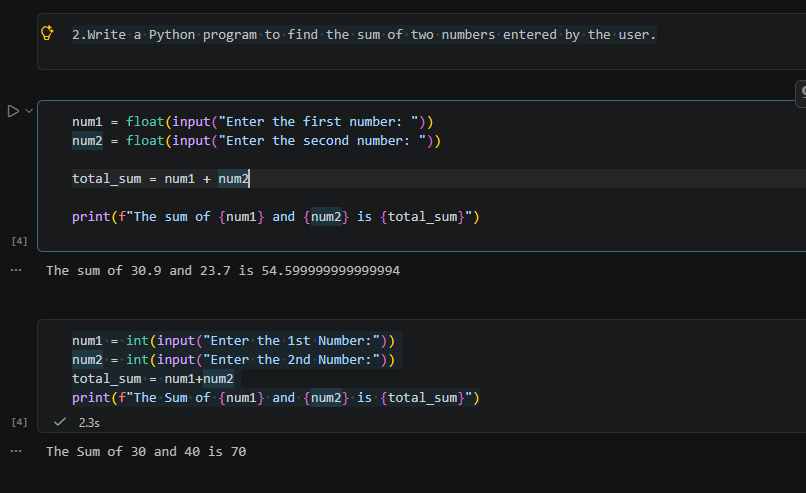 2.Write a Python program to find the sum of two numbers entered by the user.
num1 = float(input("Enter the first number: "))
num2 = float(input("Enter the second number: "))
total_sum = num1 + num2
print(f"The sum of {num1} and {num2} is {total_sum}")
[4]
The sum of 30.9 and 23.7 is 54.599999999999994
num1 = int(input("Enter the 1st Number:"))
num2 = int(input("Enter the 2nd Number:"))
total_sum = num1+num2
print(f"The Sum of {num1} and {num2} is {total_sum}")
[4] 2.3s
The Sum of 30 and 40 is 70